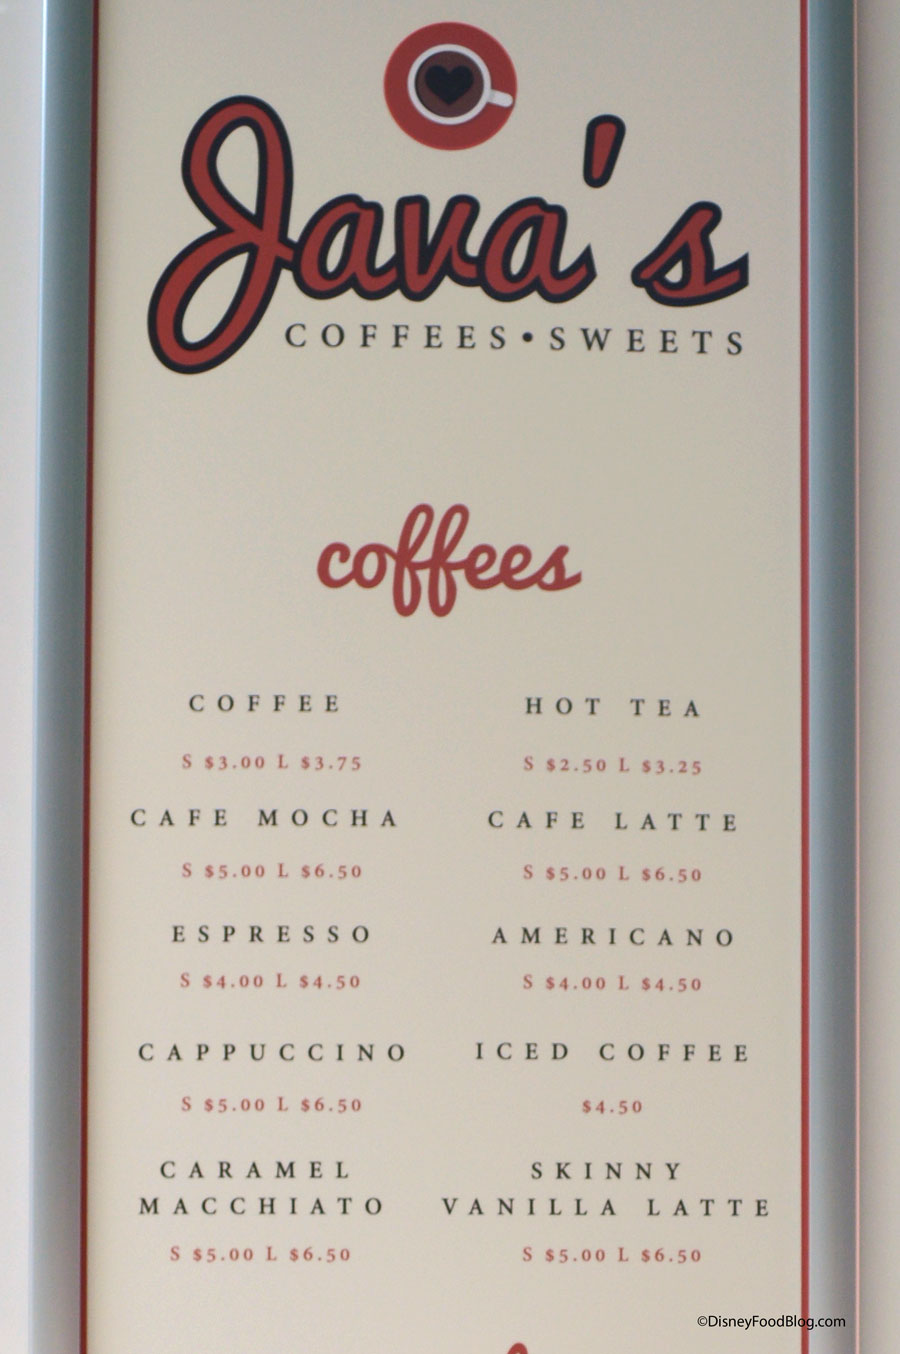 Java's
COFFEES•SWEETS
coffees
COFFEE
S $3.00 L $3.75
HOT TEA
S $2.50 L $3.25
CAFE MOCHA
S $5.00 L $6.50
CAFE LATTE
S $5.00 L $6.50
ESPRESSO
S $4.00 L $4.50
AMERICANO
S $4.00 L $4.50
CAPPUCCINO
S $5.00 L $6.50
ICED COFFEE
$4.50
CARAMEL
MACCHIATO
S $5.00 L $6.50
SKINNY
VANILLA LATTE
S $5.00 L $6.50
©DisneyFoodBlog.com